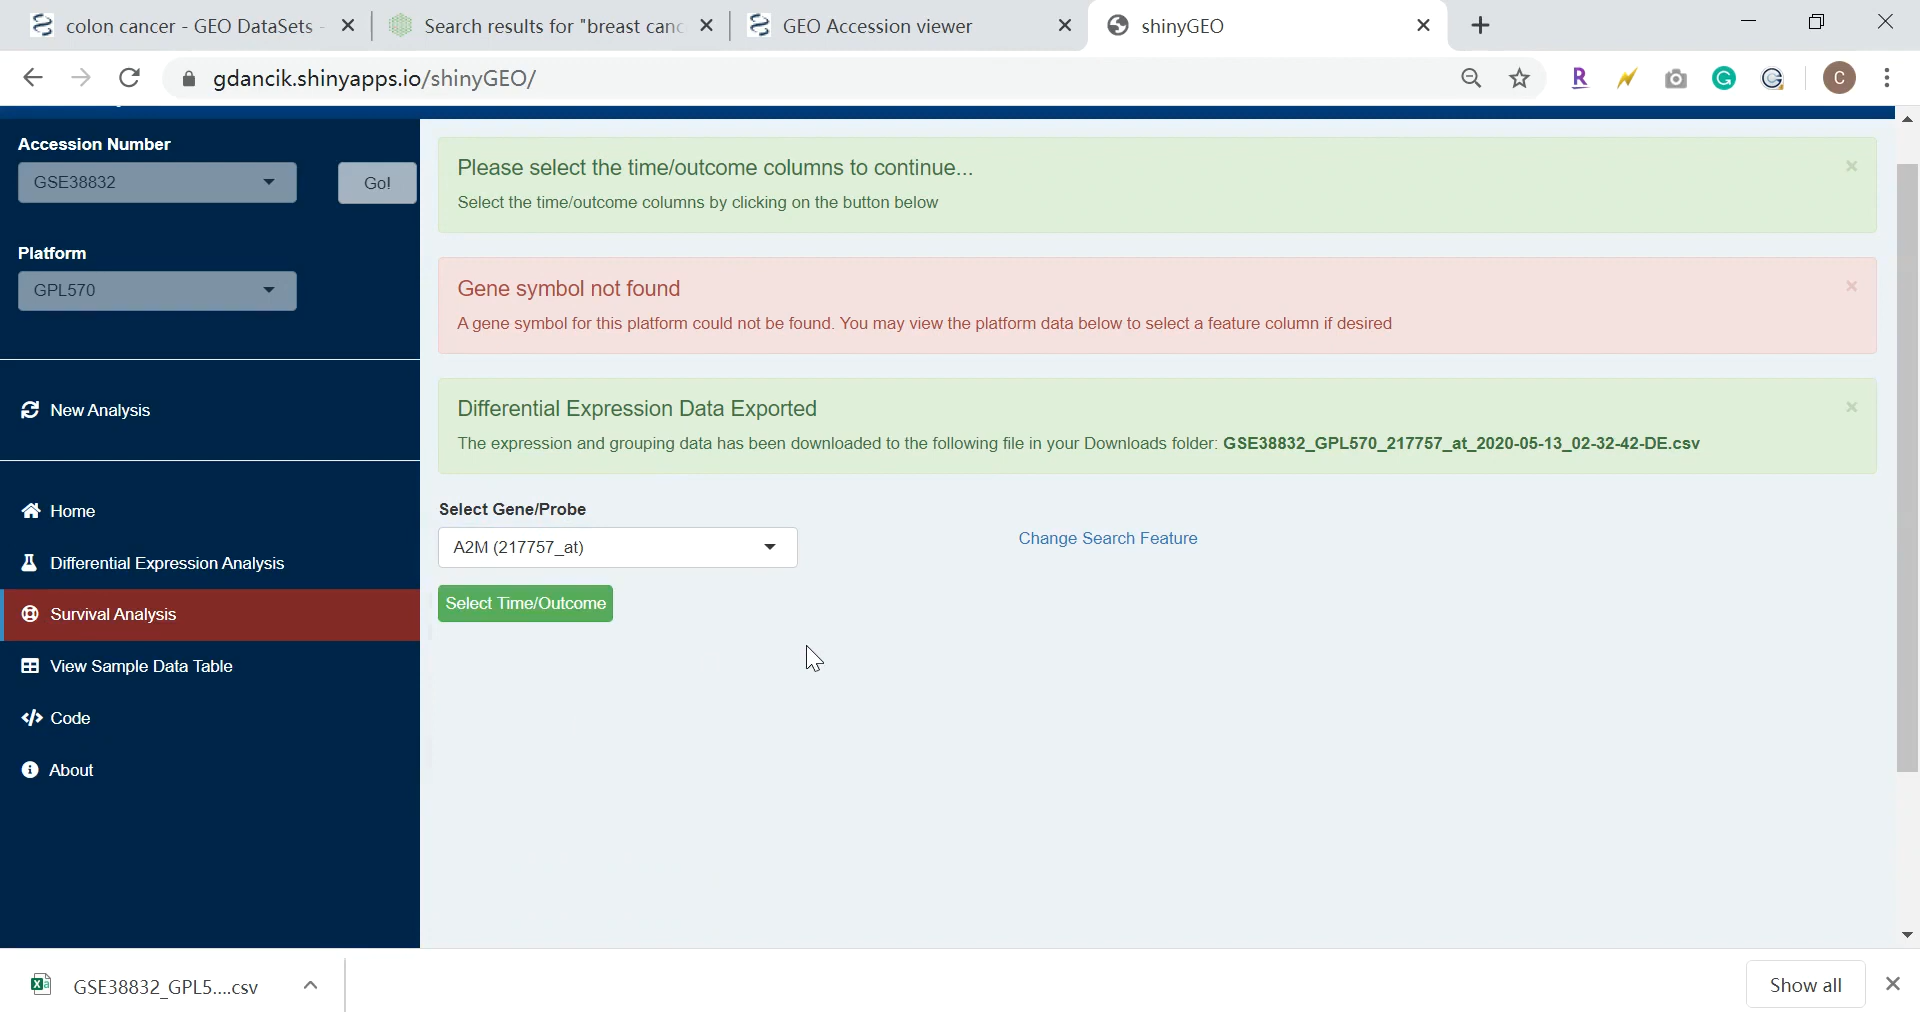 colon cancer - GEO DataSets -
Search results for "breast canc
GEO Accession viewer
shinyGEO
gdancik.shinyapps.io/shinyGEO/
C
Accession Number
GSE38832
Go!
Platform
GPL570
New Analysis
Home
Differential Expression Analysis
Survival Analysis
View Sample Data Table
Code
About
Please select the time/outcome columns to continue...
Select the time/outcome columns by clicking on the button below
Gene symbol not found
A gene symbol for this platform could not be found. You may view the platform data below to select a feature column if desired
Differential Expression Data Exported
The expression and grouping data has been downloaded to the following file in your Downloads folder: GSE38832_GPL570_217757_at_2020-05-13_02-32-42-DE.csv
Select Gene/Probe
A2M (217757_at)
Change Search Feature
Select Time/Outcome
GSE38832_GPL5....csv
Show all